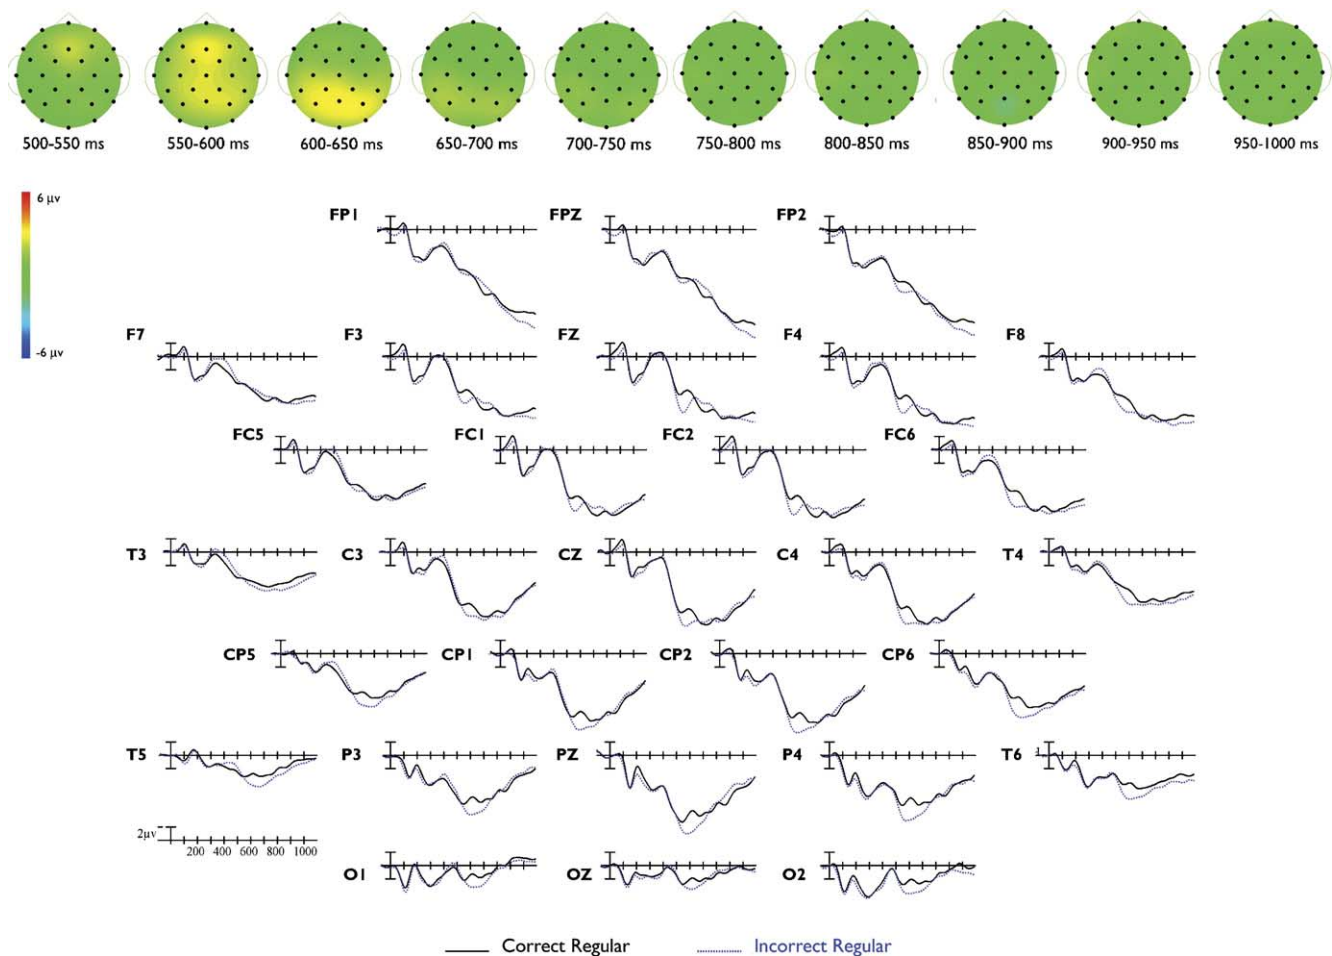 500-550 ms 550-600 ms 600-650 ms 650-700 ms 700-750 ms 750-800 ms 800-850 ms 850-900 ms 900-950 ms 950-1000 ms
6 μv
-6 μv
FP1 FPZ FP2
F7 F3 FZ F4 F8
FC5 FC1 FC2 FC6
T3 C3 CZ C4 T4
CP5 CP1 CP2 CP6
T5 P3 PZ P4 T6
2μv
200 400 600 800 1000
O1 OZ O2
Correct Regular Incorrect Regular